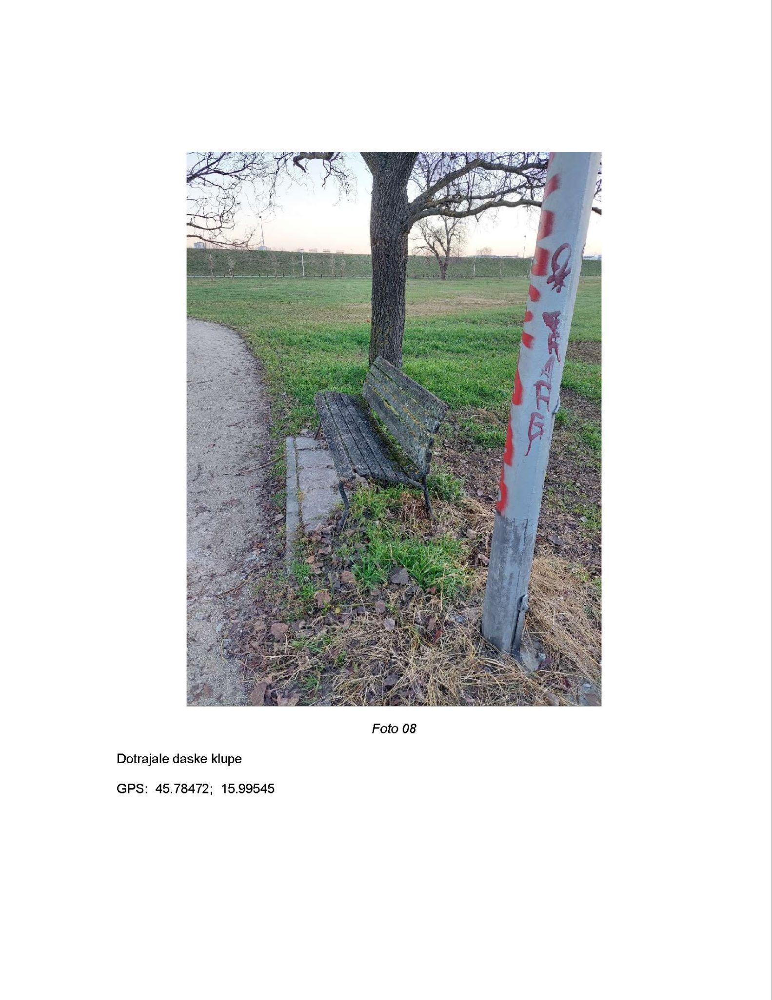 Foto 08
Dotrajale daske klupe
GPS: 45.78472; 15.99545